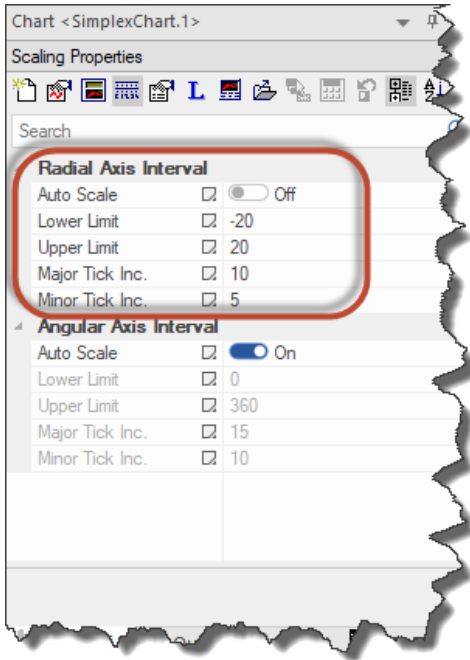 Chart <SimplexChart.1>
Scaling Properties
L
Search
Radial Axis Interval
Auto Scale Off
Lower Limit -20
Upper Limit 20
Major Tick Inc. 10
Minor Tick Inc. 5
Angular Axis Interval
Auto Scale On
Lower Limit 0
Upper Limit 360
Major Tick Inc. 15
Minor Tick Inc. 10